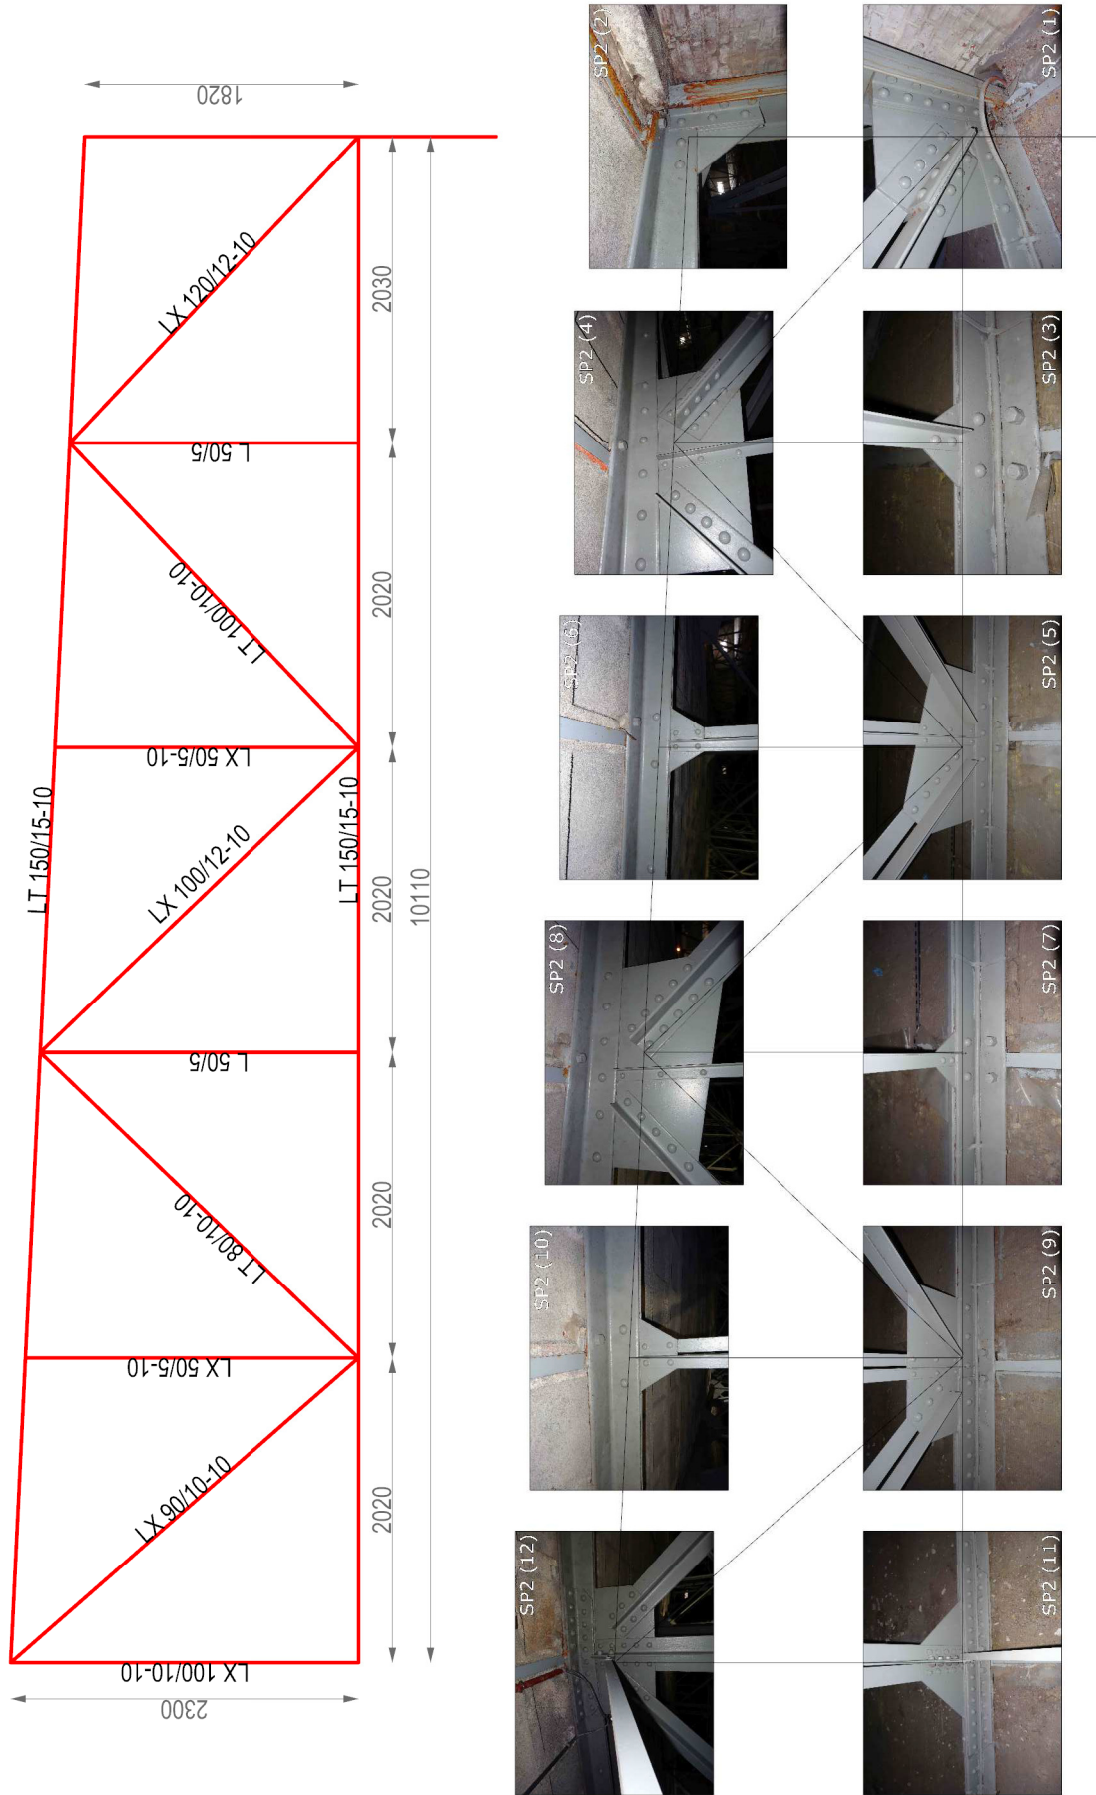 1820
LX 120/12-10
2030
L 50/5
LT 100/10-10
2020
LX 50/5-10
LT 150/15-10
LX 100/12-10
LT 150/15-10
2020
10110
L 50/5
LT 80/10-10
2020
LX 50/5-10
LX 90/10-10
2020
LX 100/10-10
2300
SP2 (2)
SP2 (1)
SP2 (4)
SP2 (3)
SP2 (6)
SP2 (5)
SP2 (8)
SP2 (7)
SP2 (10)
SP2 (9)
SP2 (12)
SP2 (11)